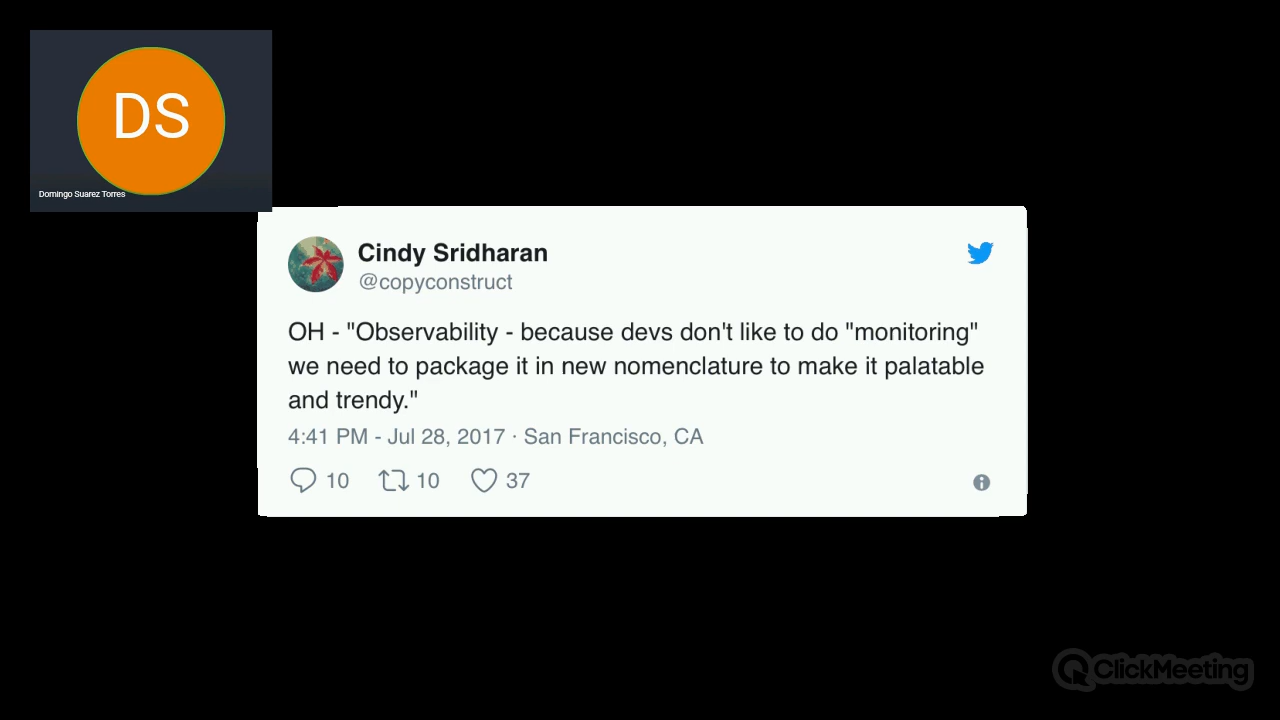 DS
Domingo Suarez Torres
Cindy Sridharan
@copyconstruct
OH - "Observability - because devs don't like to do "monitoring"
we need to package it in new nomenclature to make it palatable
and trendy."
4:41 PM - Jul 28, 2017 · San Francisco, CA
10 10 37
ClickMeeting